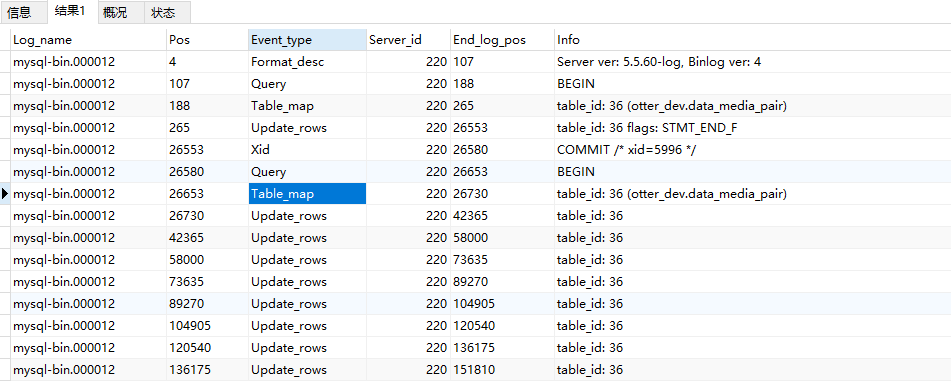 信息 结果1 概况 状态
Log_name Pos Event_type Server_id End_log_pos Info
mysql-bin.000012 4 Format_desc 220 107 Server ver: 5.5.60-log, Binlog ver: 4
mysql-bin.000012 107 Query 220 188 BEGIN
mysql-bin.000012 188 Table_map 220 265 table_id: 36 (otter_dev.data_media_pair)
mysql-bin.000012 265 Update_rows 220 26553 table_id: 36 flags: STMT_END_F
mysql-bin.000012 26553 Xid 220 26580 COMMIT /* xid=5996 */
mysql-bin.000012 26580 Query 220 26653 BEGIN
mysql-bin.000012 26653 Table_map 220 26730 table_id: 36 (otter_dev.data_media_pair)
mysql-bin.000012 26730 Update_rows 220 42365 table_id: 36
mysql-bin.000012 42365 Update_rows 220 58000 table_id: 36
mysql-bin.000012 58000 Update_rows 220 73635 table_id: 36
mysql-bin.000012 73635 Update_rows 220 89270 table_id: 36
mysql-bin.000012 89270 Update_rows 220 104905 table_id: 36
mysql-bin.000012 104905 Update_rows 220 120540 table_id: 36
mysql-bin.000012 120540 Update_rows 220 136175 table_id: 36
mysql-bin.000012 136175 Update_rows 220 151810 table_id: 36